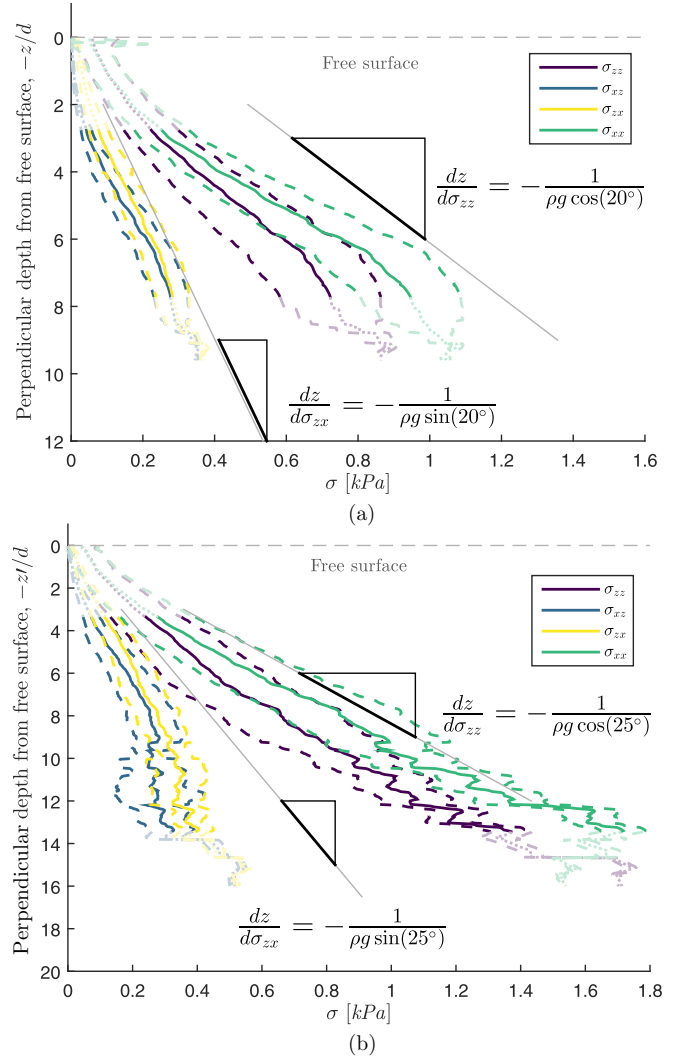 0
2
4
6
8
10
12
Perpendicular depth from free surface, −z/d
Free surface
σzz
σxz
σzx
σxx
dz/dσzz = − 1/(ρg cos(20°))
dz/dσzx = − 1/(ρg sin(20°))
0 0.2 0.4 0.6 0.8 1 1.2 1.4 1.6
σ [kPa]
(a)
0
2
4
6
8
10
12
14
16
18
20
Perpendicular depth from free surface, −z′/d
Free surface
σzz
σxz
σzx
σxx
dz/dσzz = − 1/(ρg cos(25°))
dz/dσzx = − 1/(ρg sin(25°))
0 0.2 0.4 0.6 0.8 1 1.2 1.4 1.6 1.8
σ [kPa]
(b)